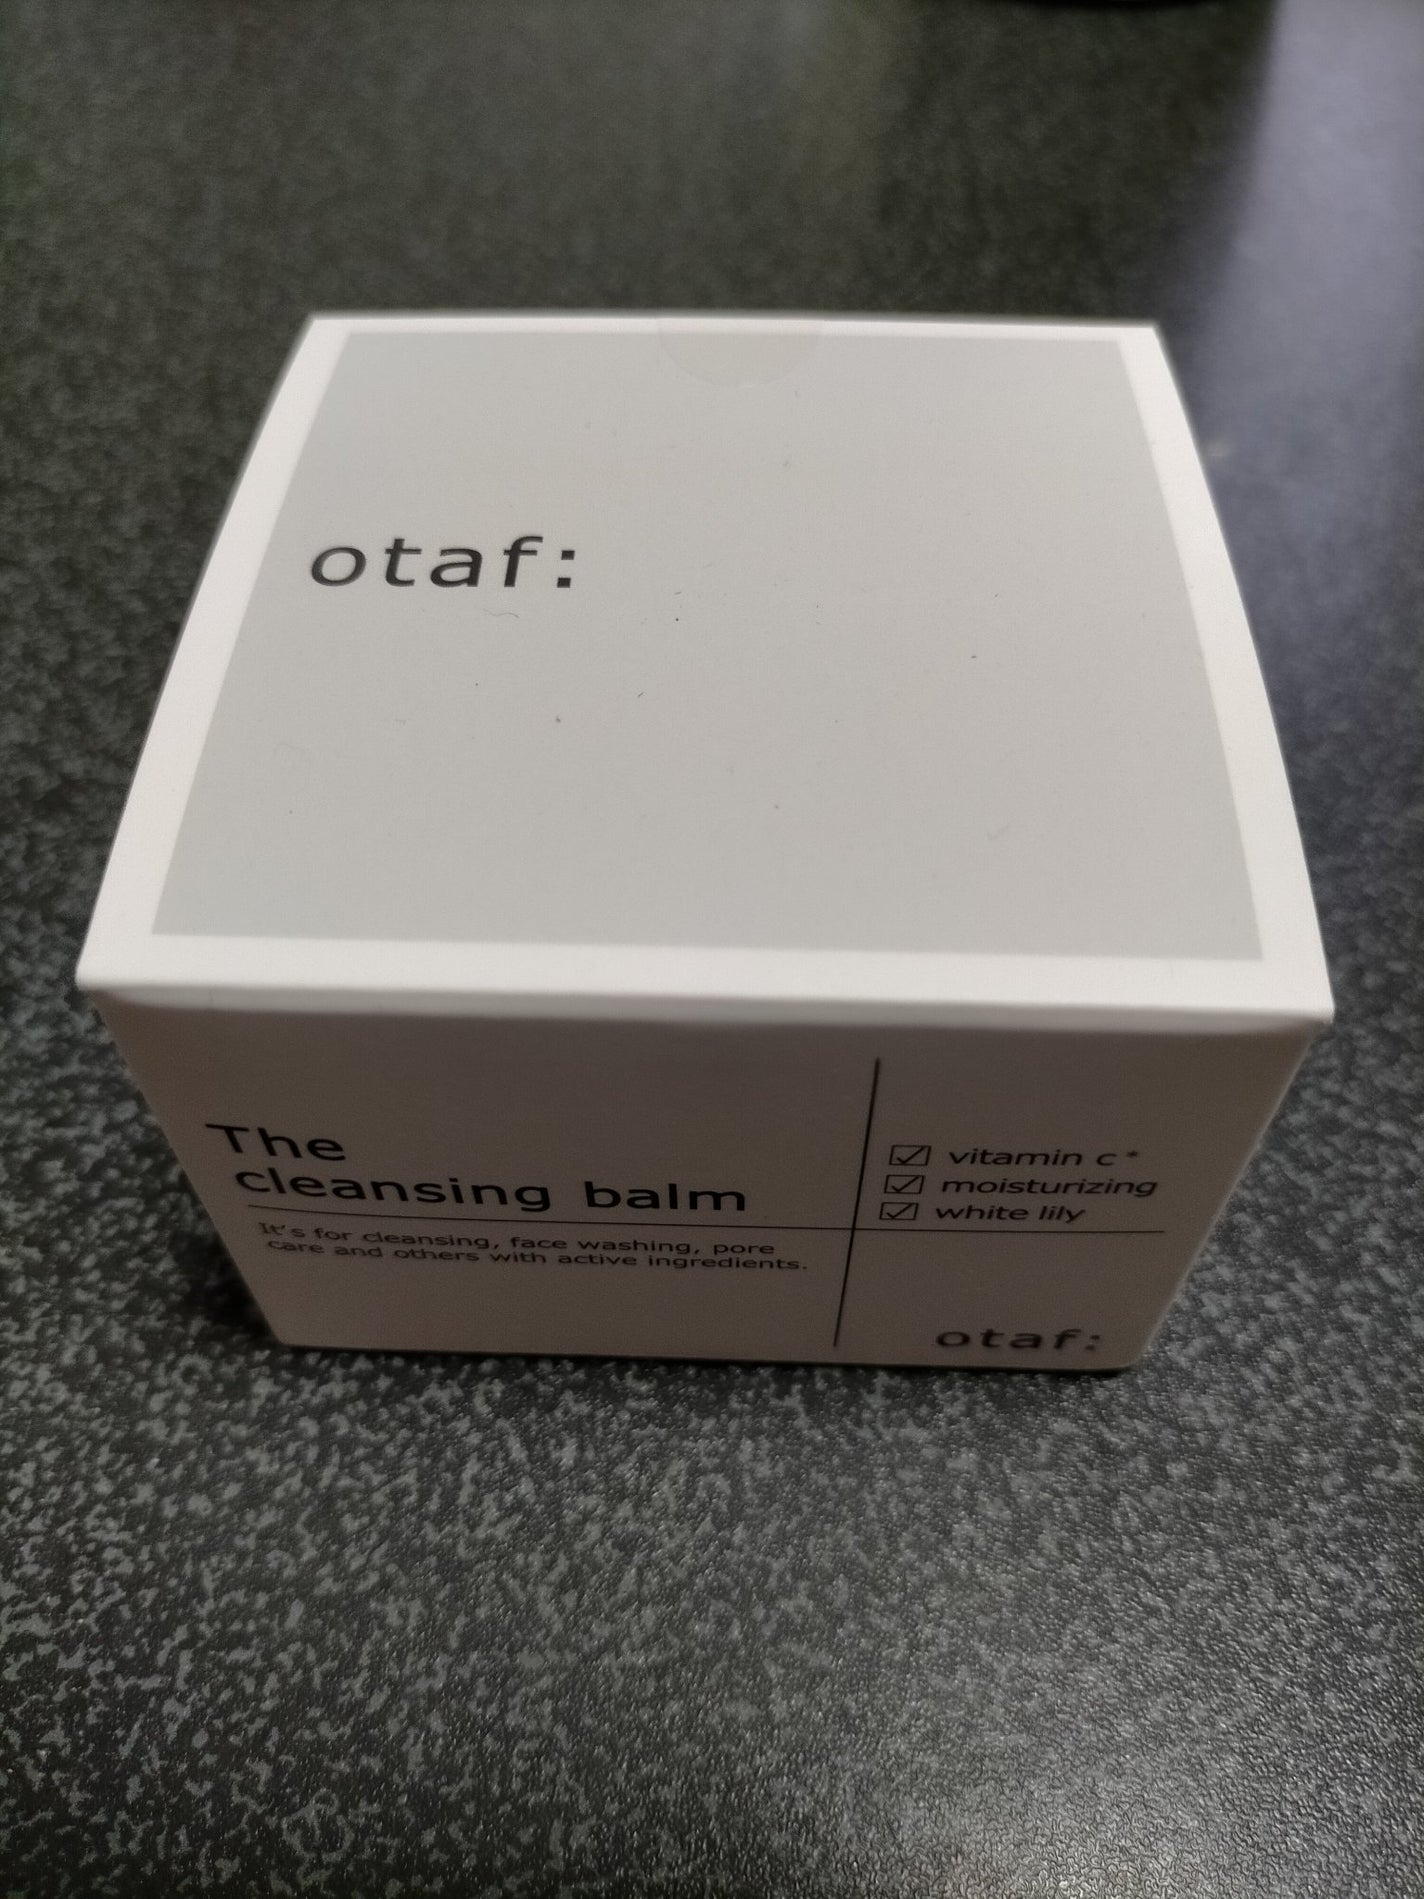 otaf:
The
cleansing balm
It's for cleansing, face washing, pore
care and others with active ingredients.
☑ vitamin c *
☑ moisturizing
☑ white lily
otaf: